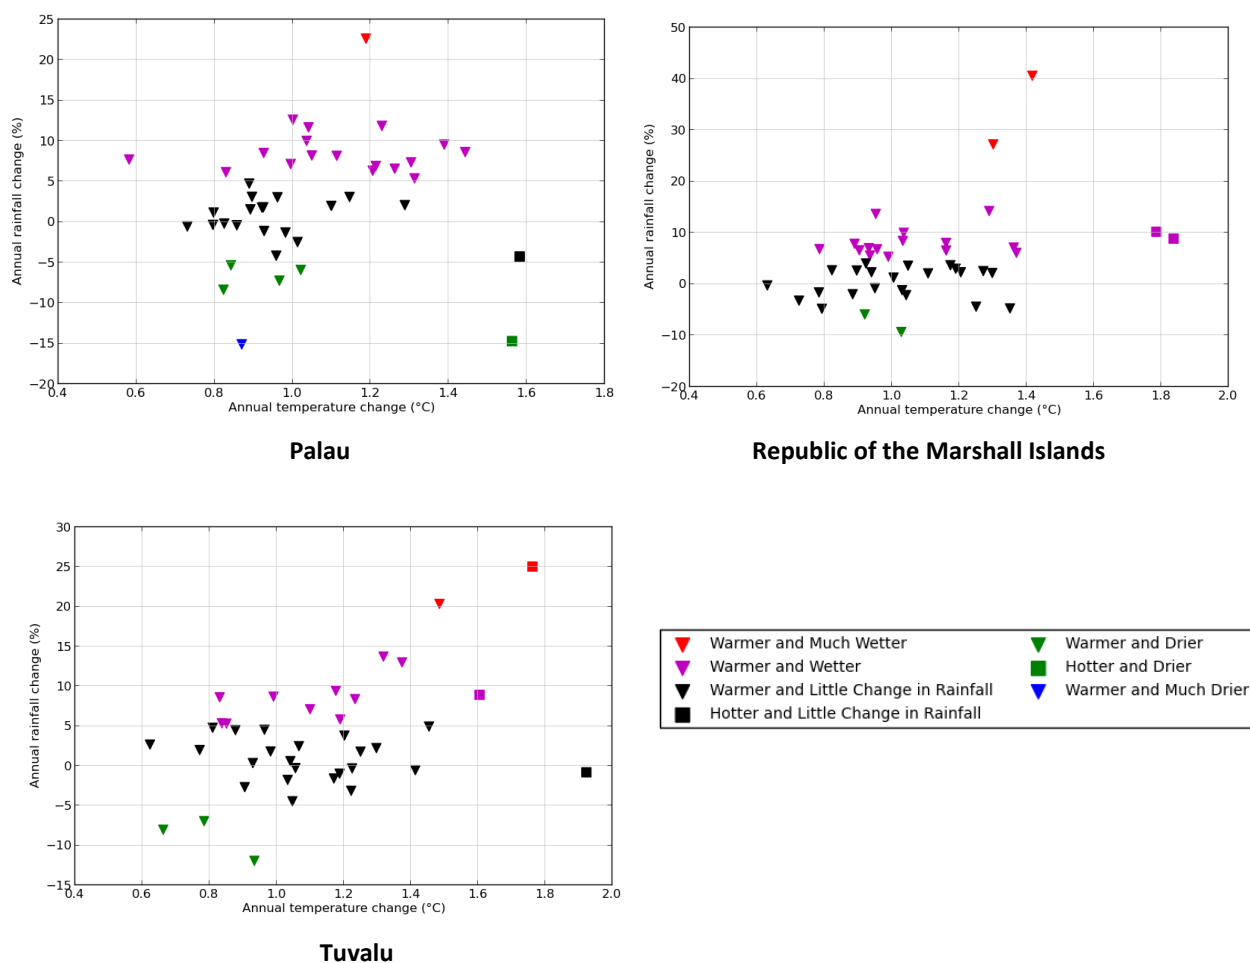 25
20
15
10
5
0
−5
−10
−15
−20
0.4 0.6 0.8 1.0 1.2 1.4 1.6 1.8
Annual rainfall change (%)
Annual temperature change (°C)
Palau
50
40
30
20
10
0
−10
−20
0.4 0.6 0.8 1.0 1.2 1.4 1.6 1.8 2.0
Annual rainfall change (%)
Annual temperature change (°C)
Republic of the Marshall Islands
30
25
20
15
10
5
0
−5
−10
−15
0.4 0.6 0.8 1.0 1.2 1.4 1.6 1.8 2.0
Annual rainfall change (%)
Annual temperature change (°C)
Tuvalu
Warmer and Much Wetter
Warmer and Wetter
Warmer and Little Change in Rainfall
Hotter and Little Change in Rainfall
Warmer and Drier
Hotter and Drier
Warmer and Much Drier